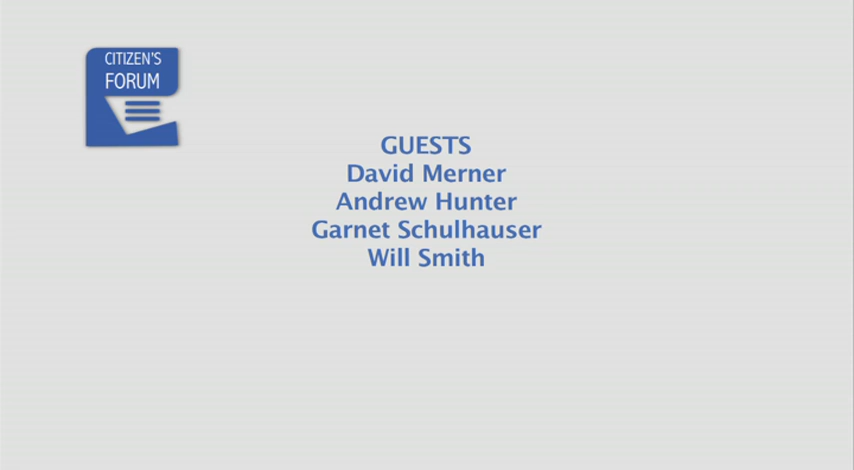 CITIZEN'S
FORUM
GUESTS
David Merner
Andrew Hunter
Garnet Schulhauser
Will Smith